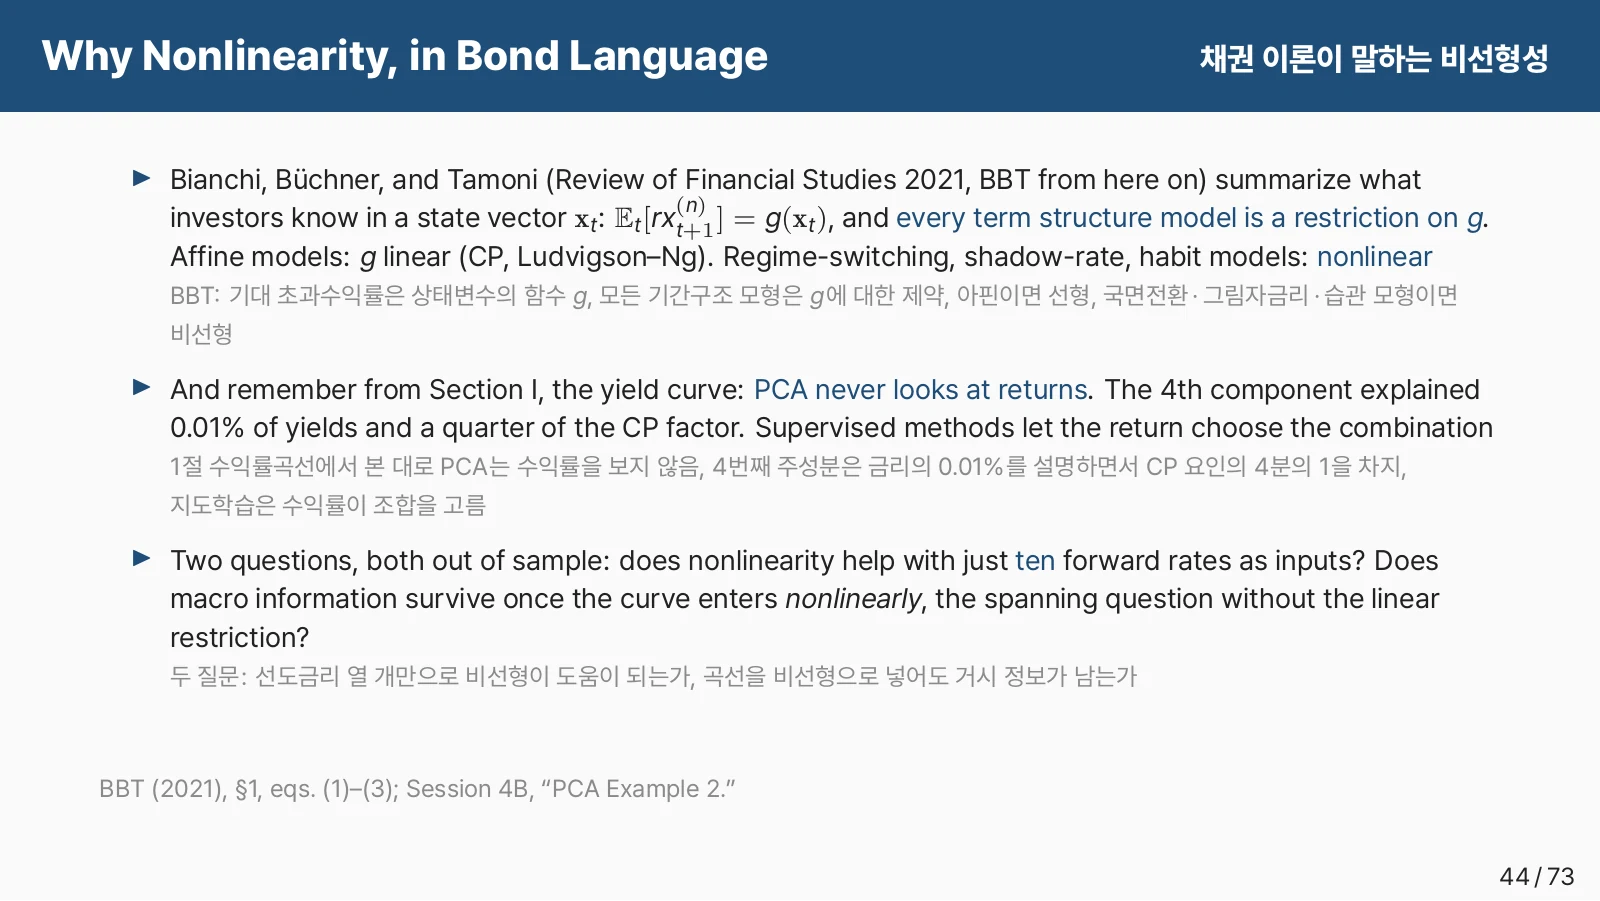 Why Nonlinearity, in Bond Language
채권 이론이 말하는 비선형성
▶ Bianchi, Büchner, and Tamoni (Review of Financial Studies 2021, BBT from here on) summarize what
investors know in a state vector x_t: 𝔼_t[rx_{t+1}^{(n)}] = g(x_t), and every term structure model is a restriction on g.
Affine models: g linear (CP, Ludvigson–Ng). Regime-switching, shadow-rate, habit models: nonlinear
BBT: 기대 초과수익률은 상태변수의 함수 g, 모든 기간구조 모형은 g에 대한 제약, 아핀이면 선형, 국면전환·그림자금리·습관 모형이면
비선형
▶ And remember from Section I, the yield curve: PCA never looks at returns. The 4th component explained
0.01% of yields and a quarter of the CP factor. Supervised methods let the return choose the combination
1절 수익률곡선에서 본 대로 PCA는 수익률을 보지 않음, 4번째 주성분은 금리의 0.01%를 설명하면서 CP 요인의 4분의 1을 차지,
지도학습은 수익률이 조합을 고름
▶ Two questions, both out of sample: does nonlinearity help with just ten forward rates as inputs? Does
macro information survive once the curve enters nonlinearly, the spanning question without the linear
restriction?
두 질문: 선도금리 열 개만으로 비선형이 도움이 되는가, 곡선을 비선형으로 넣어도 거시 정보가 남는가
BBT (2021), §1, eqs. (1)–(3); Session 4B, “PCA Example 2.”
44 / 73